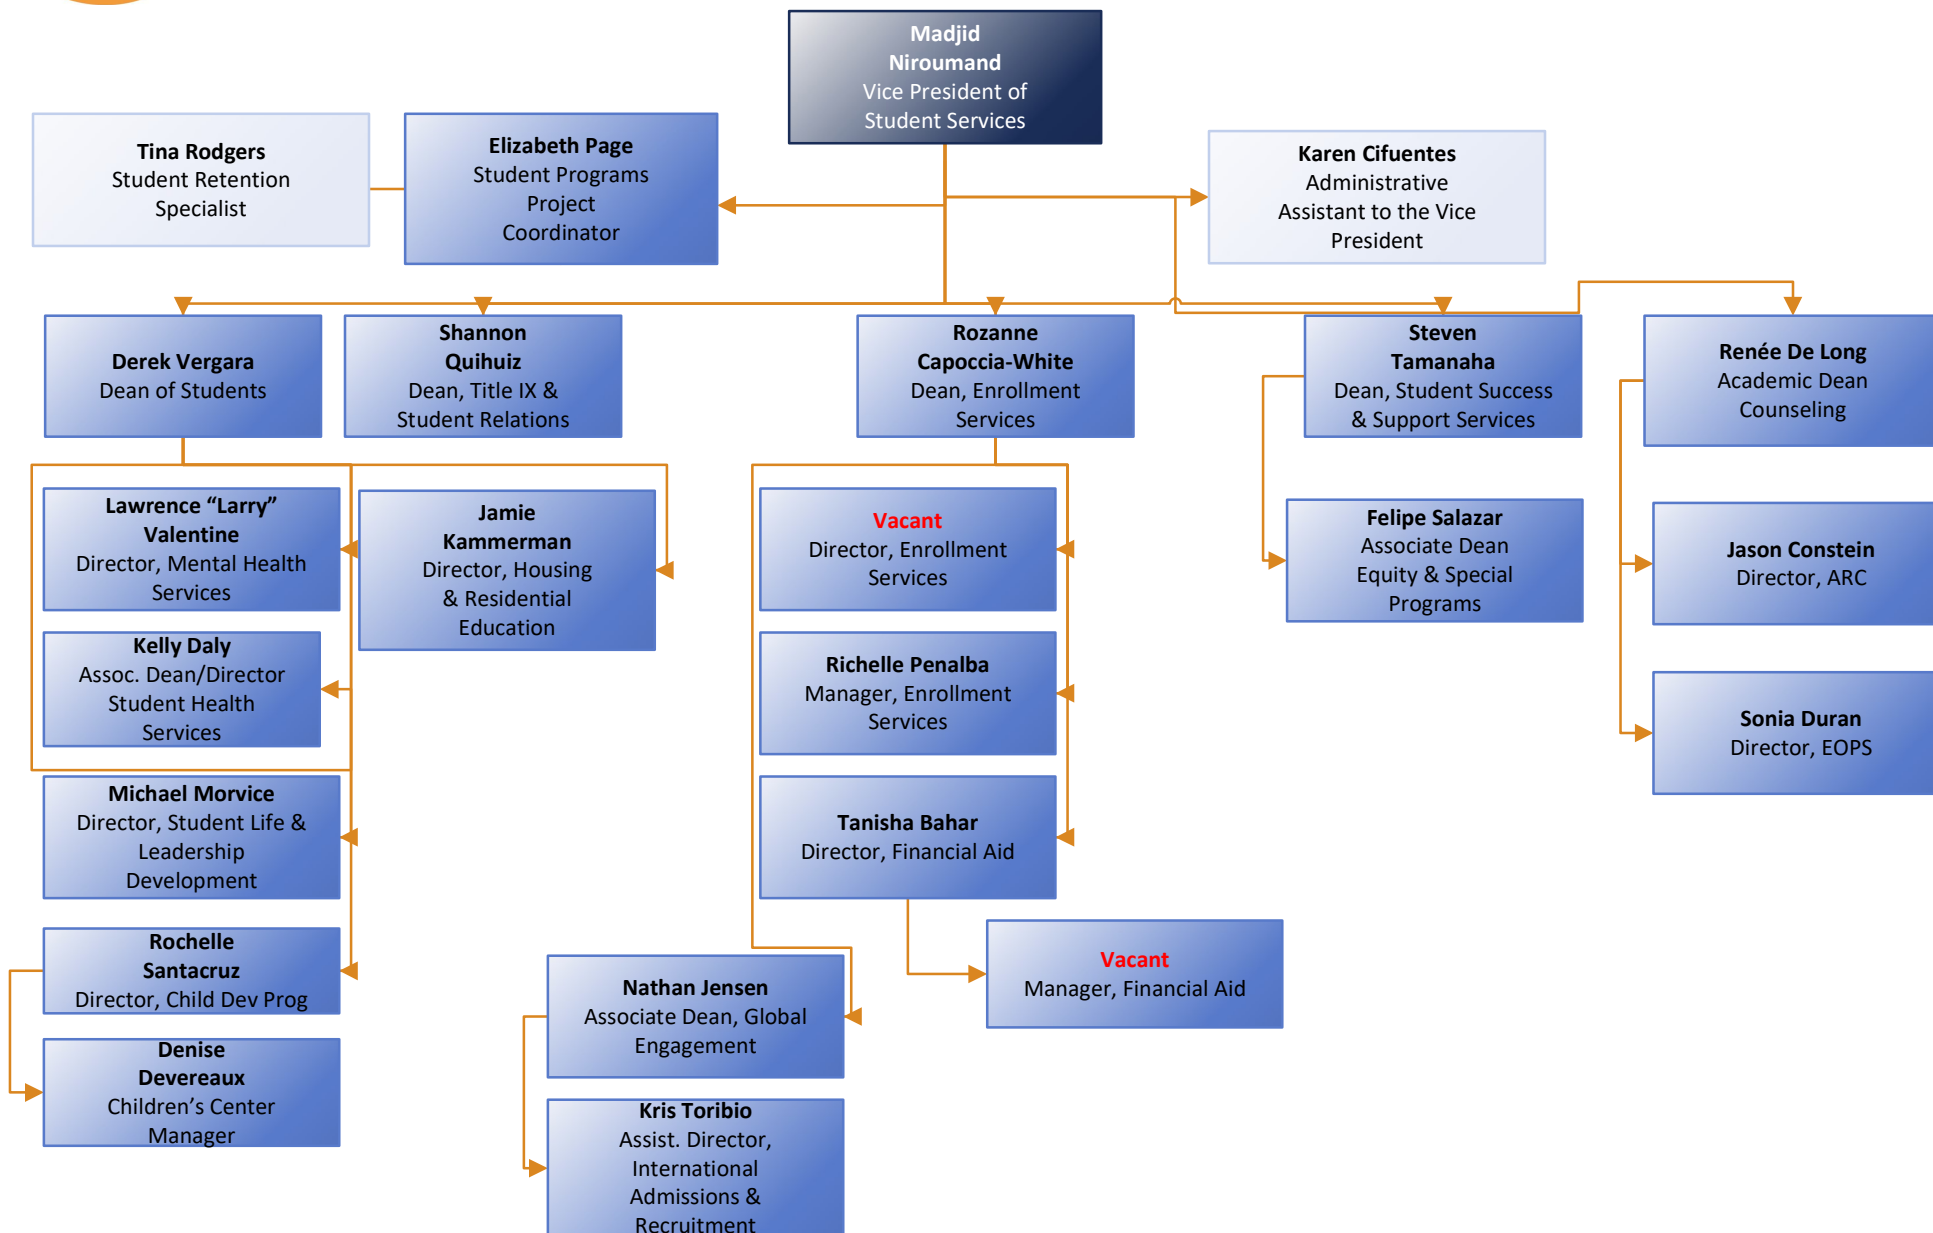 Madjid
Niroumand
Vice President of
Student Services
Tina Rodgers
Student Retention
Specialist
Elizabeth Page
Student Programs
Project
Coordinator
Karen Cifuentes
Administrative
Assistant to the Vice
President
Derek Vergara
Dean of Students
Shannon
Quihuiz
Dean, Title IX &
Student Relations
Rozanne
Capoccia-White
Dean, Enrollment
Services
Steven
Tamanaha
Dean, Student Success
& Support Services
Renée De Long
Academic Dean
Counseling
Lawrence “Larry”
Valentine
Director, Mental Health
Services
Jamie
Kammerman
Director, Housing
& Residential
Education
Vacant
Director, Enrollment
Services
Felipe Salazar
Associate Dean
Equity & Special
Programs
Jason Constein
Director, ARC
Kelly Daly
Assoc. Dean/Director
Student Health
Services
Richelle Penalba
Manager, Enrollment
Services
Sonia Duran
Director, EOPS
Michael Morvice
Director, Student Life &
Leadership
Development
Tanisha Bahar
Director, Financial Aid
Rochelle
Santacruz
Director, Child Dev Prog
Nathan Jensen
Associate Dean, Global
Engagement
Vacant
Manager, Financial Aid
Denise
Devereaux
Children’s Center
Manager
Kris Toribio
Assist. Director,
International
Admissions &
Recruitment